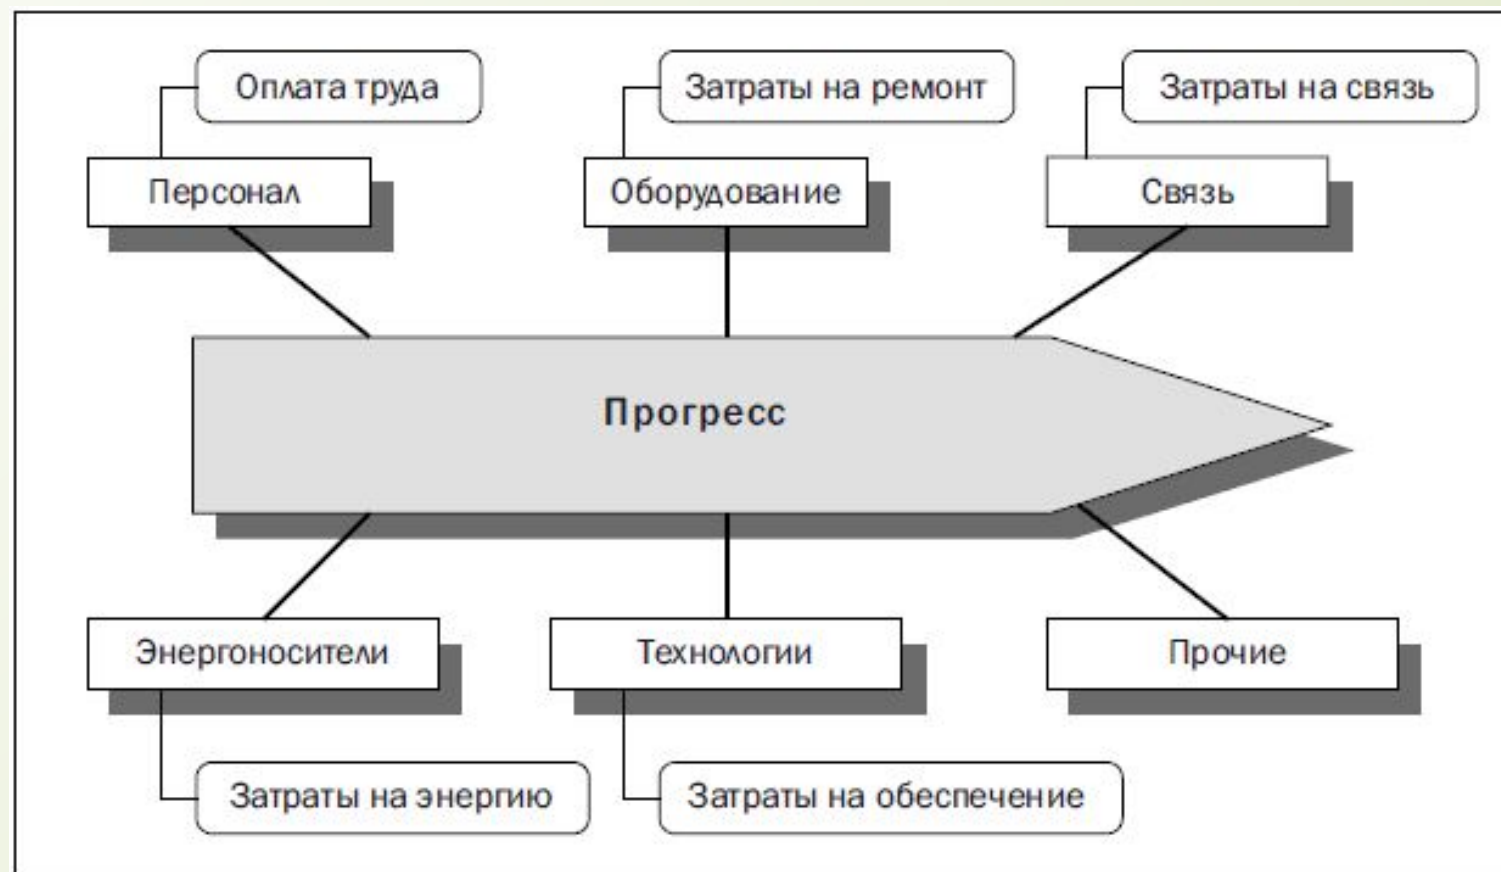 Оплата труда
Затраты на ремонт
Затраты на связь
Персонал
Оборудование
Связь
Прогресс
Энергоносители
Технологии
Прочие
Затраты на энергию
Затраты на обеспечение